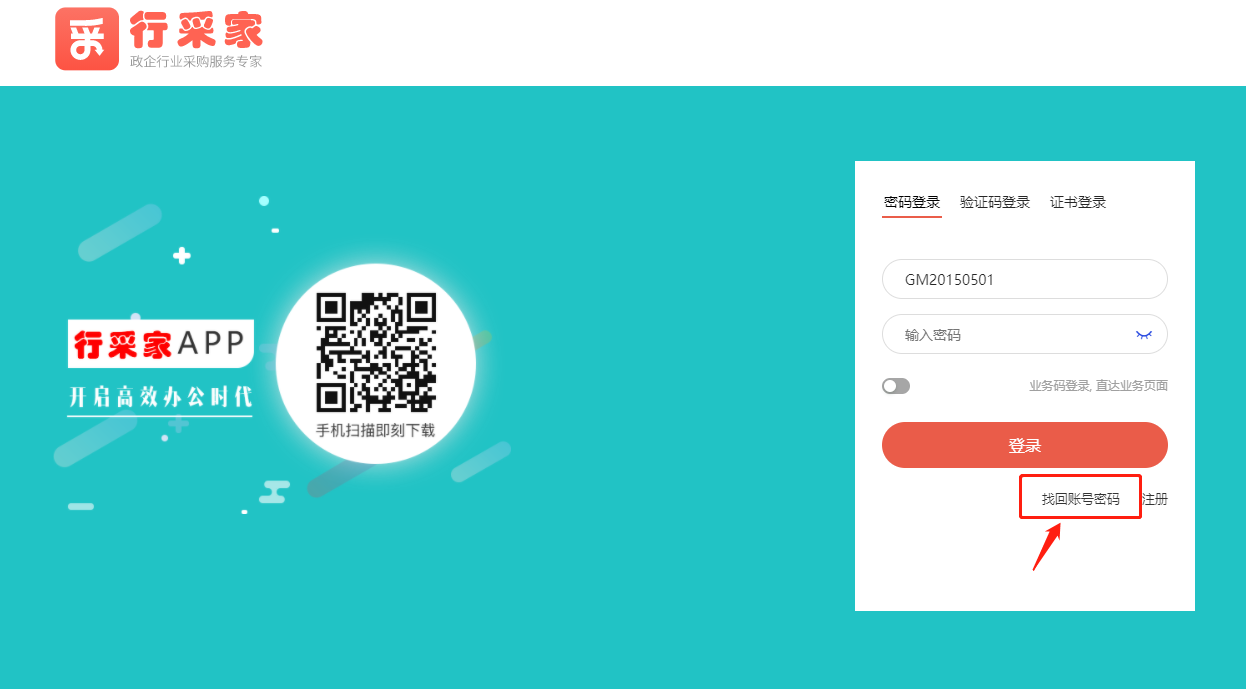 采
行采家
政企行业采购服务专家
行采家APP
开启高效办公时代
手机扫描即刻下载
密码登录 验证码登录 证书登录
GM20150501
输入密码
业务码登录, 直达业务页面
登录
找回账号密码 注册